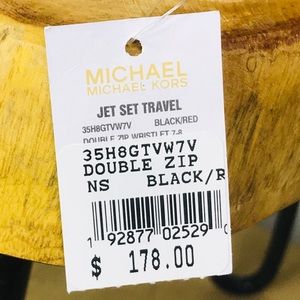 MICHAEL
MICHAEL KORS
JET SET TRAVEL
35H8GTVW7V BLACK/RED
DOUBLE ZIP WRISTLET 7-8
35H8GTVW7V
DOUBLE ZIP
NS BLACK/R
1 92877 02529
$ 178.00